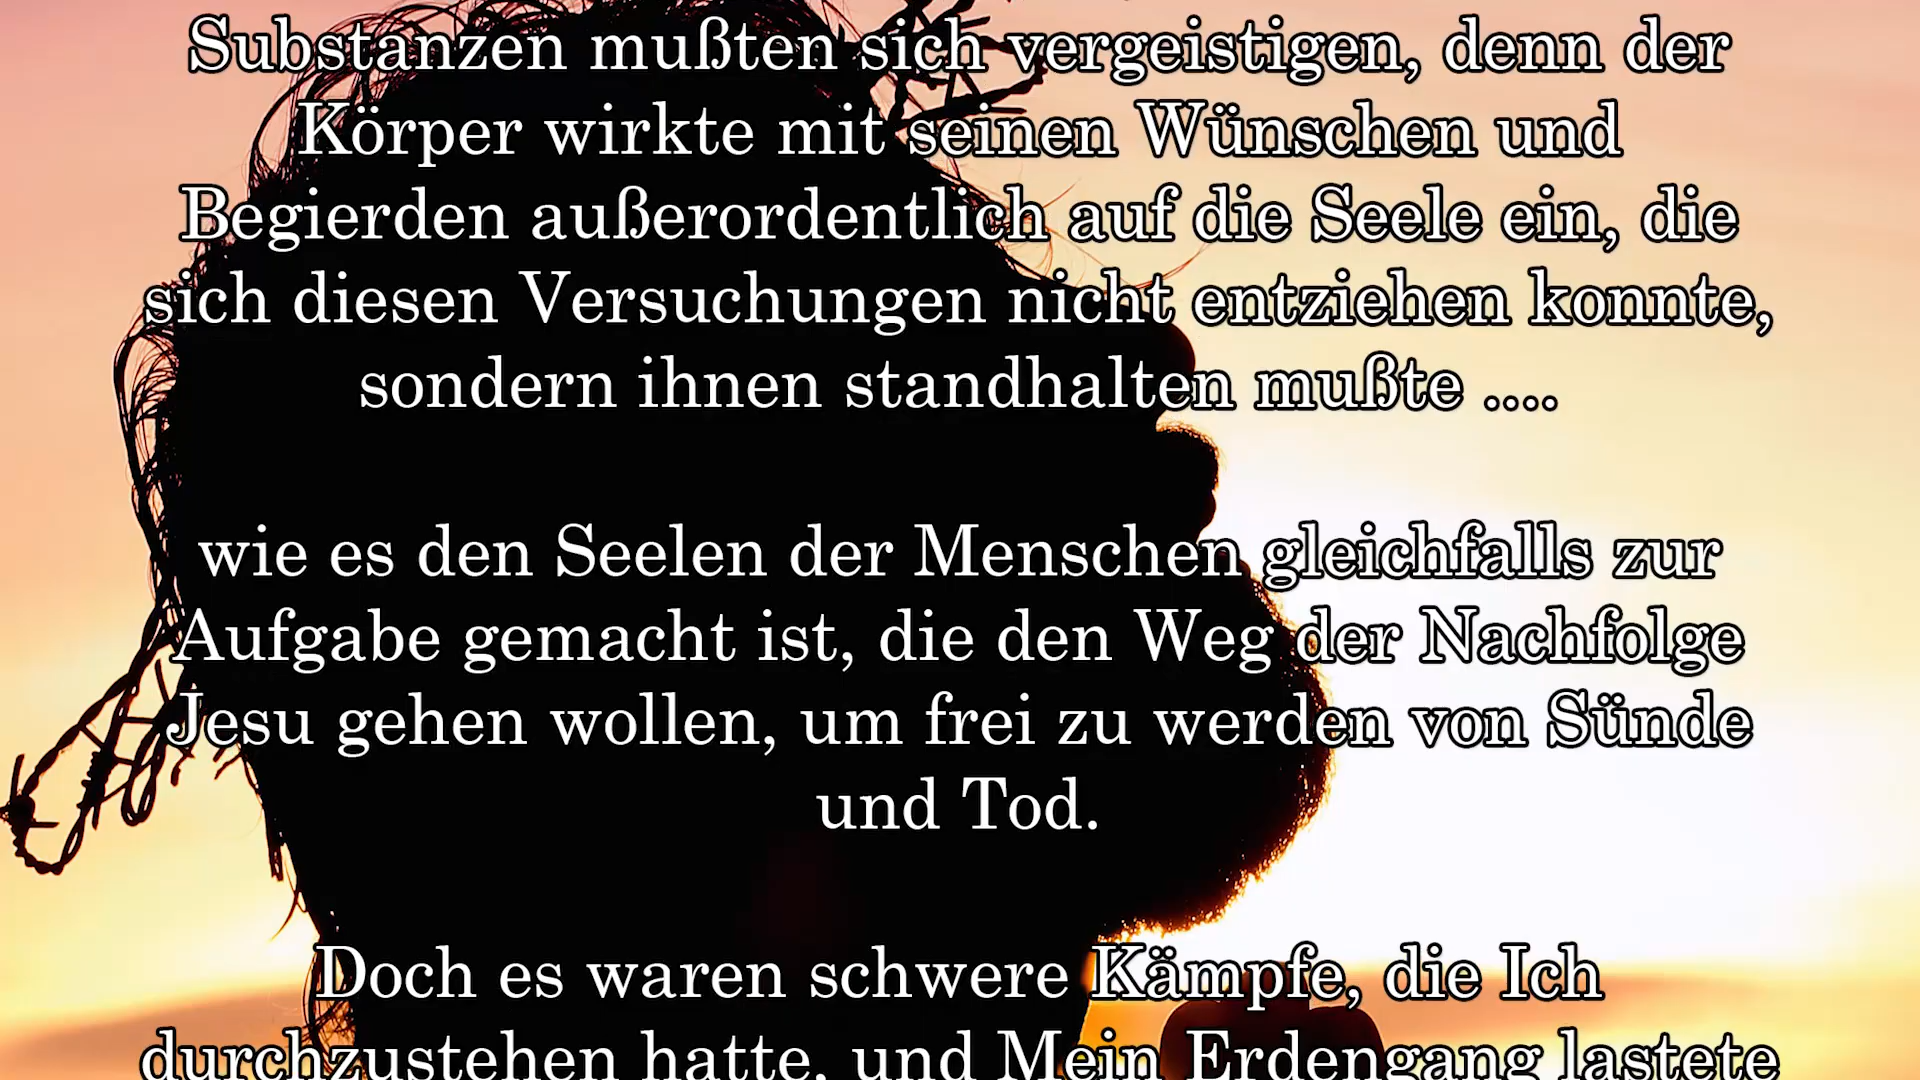 Substanzen mußten sich vergeistigen, denn der
Körper wirkte mit seinen Wünschen und
Begierden außerordentlich auf die Seele ein, die
sich diesen Versuchungen nicht entziehen konnte,
sondern ihnen standhalten mußte ....
wie es den Seelen der Menschen gleichfalls zur
Aufgabe gemacht ist, die den Weg der Nachfolge
Jesu gehen wollen, um frei zu werden von Sünde
und Tod.
Doch es waren schwere Kämpfe, die Ich
durchzustehen hatte, und Mein Erdengang lastete